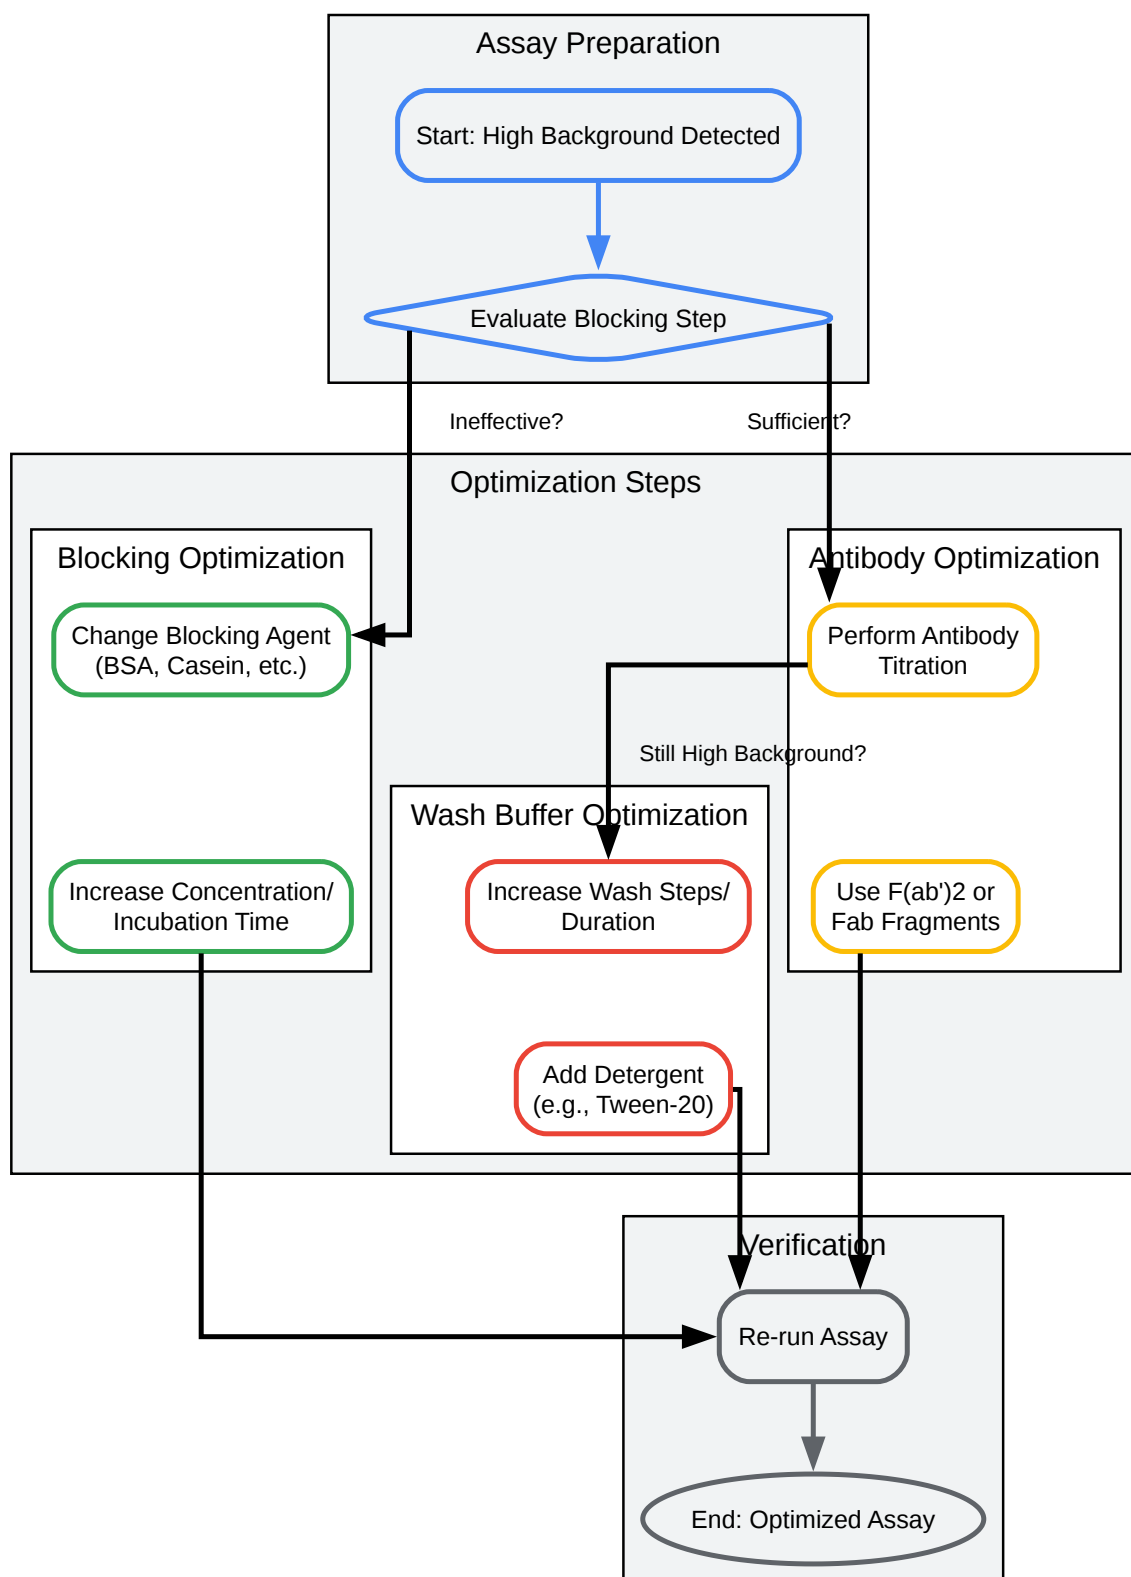 Assay Preparation
Start: High Background Detected
Evaluate Blocking Step
Ineffective?
Sufficient?
Optimization Steps
Blocking Optimization
Antibody Optimization
Change Blocking Agent
(BSA, Casein, etc.)
Perform Antibody
Titration
Still High Background?
Wash Buffer Optimization
Increase Concentration/
Incubation Time
Increase Wash Steps/
Duration
Use F(ab')2 or
Fab Fragments
Add Detergent
(e.g., Tween-20)
Verification
Re-run Assay
End: Optimized Assay